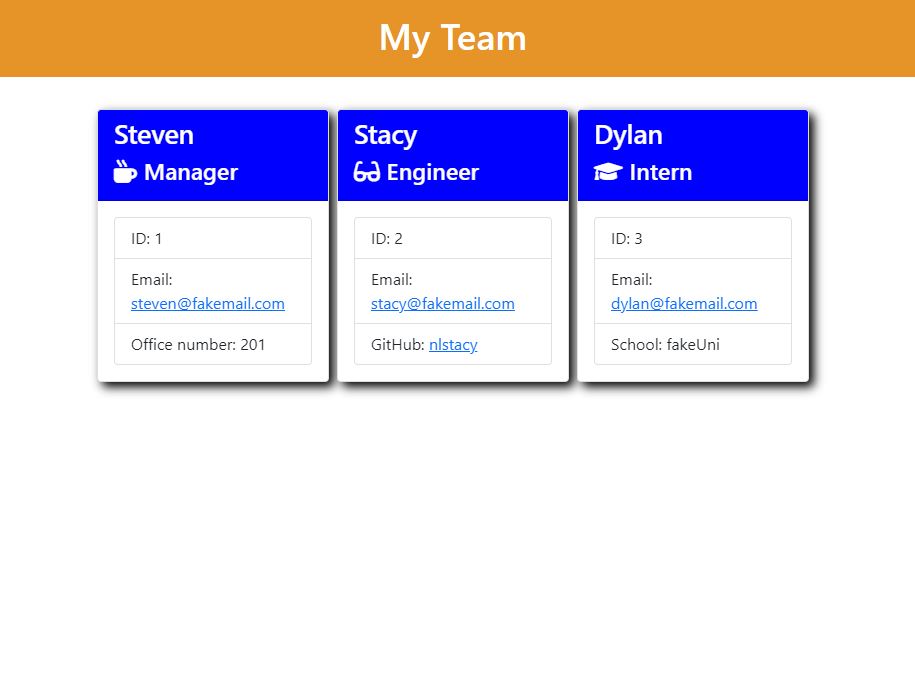 My Team
Steven
Manager
ID: 1
Email:
steven@fakemail.com
Office number: 201
Stacy
Engineer
ID: 2
Email:
stacy@fakemail.com
GitHub: nlstacy
Dylan
Intern
ID: 3
Email:
dylan@fakemail.com
School: fakeUni